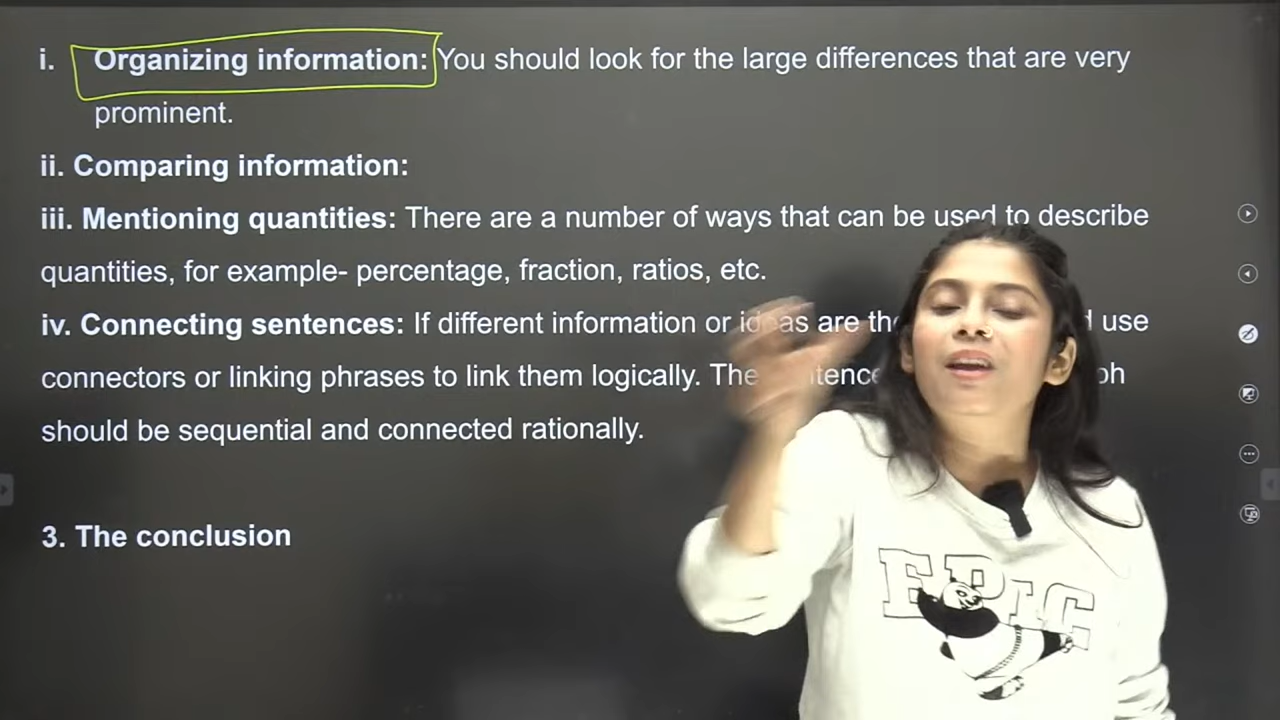 i. Organizing information: You should look for the large differences that are very
prominent.
ii. Comparing information:
iii. Mentioning quantities: There are a number of ways that can be used to describe
quantities, for example- percentage, fraction, ratios, etc.
iv. Connecting sentences: If different information or ideas are use
connectors or linking phrases to link them logically. The
should be sequential and connected rationally.
3. The conclusion
EPIC